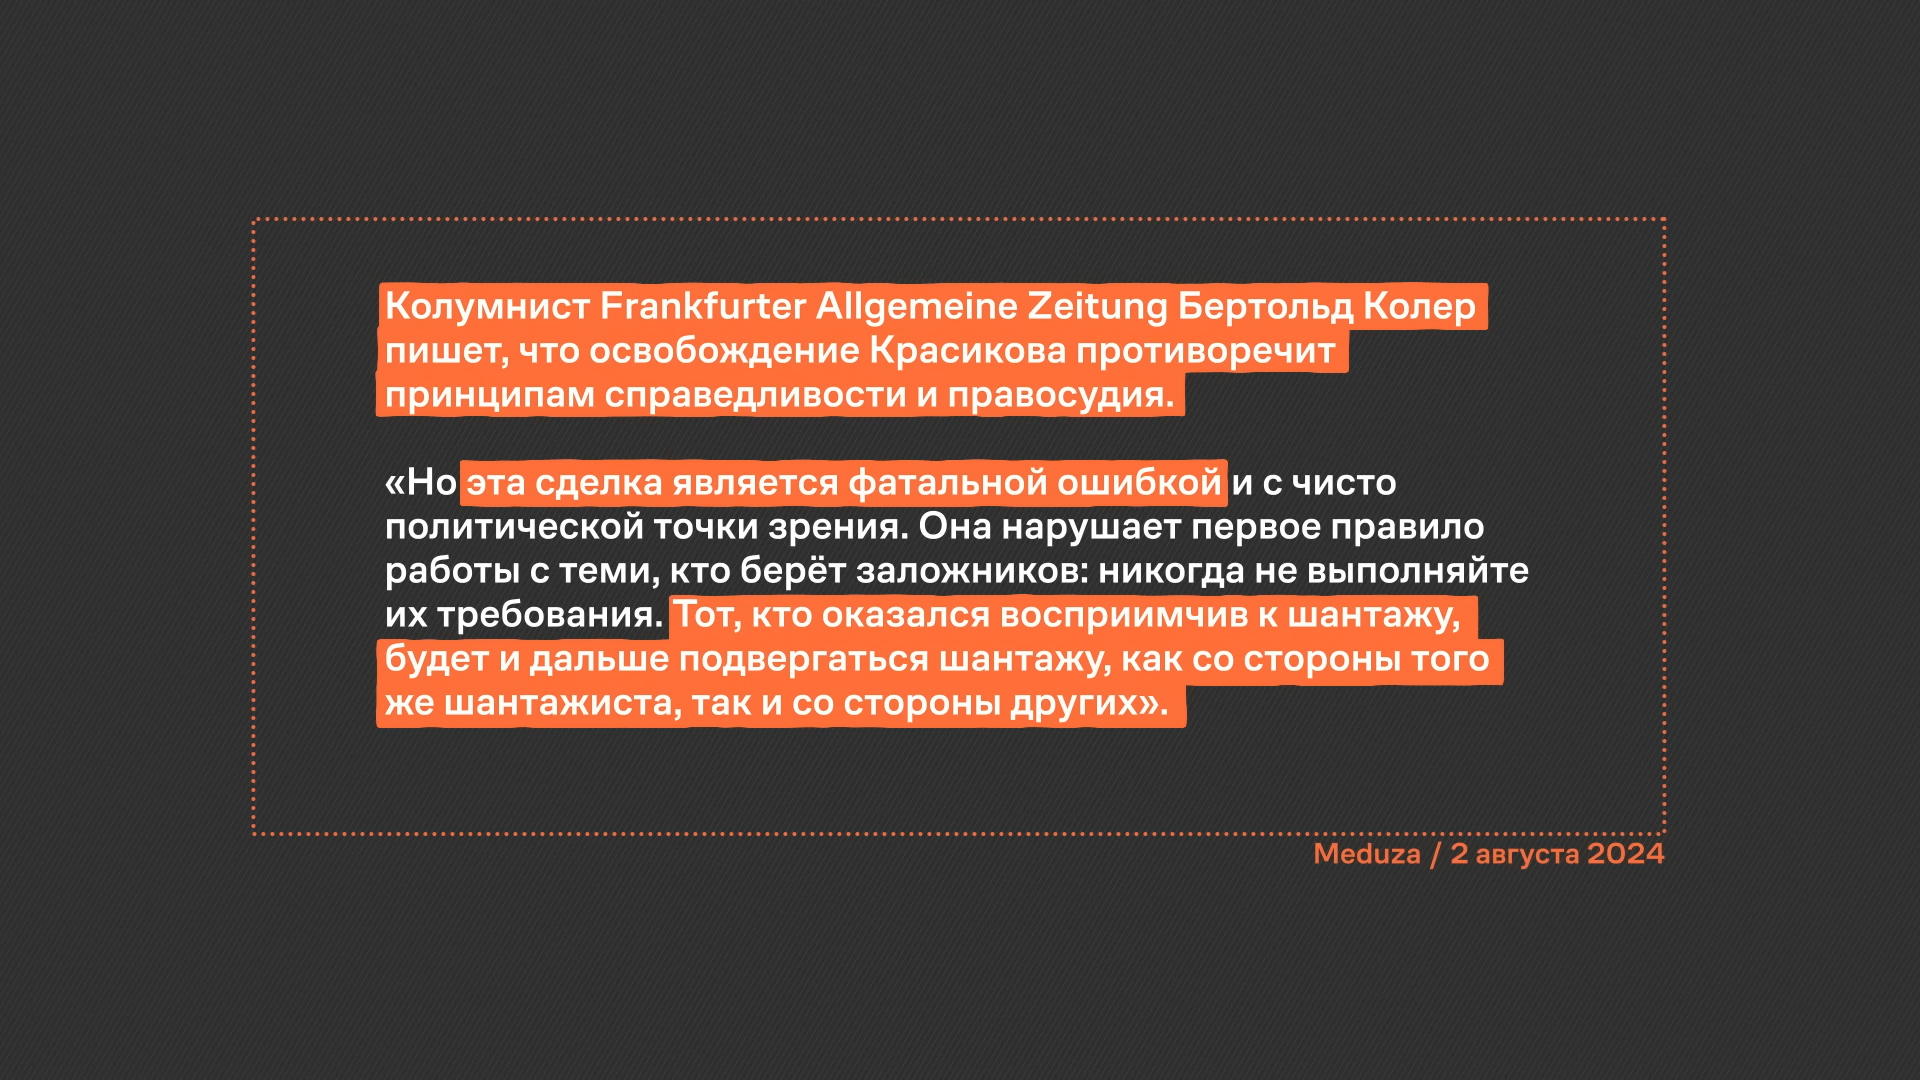 Колумнист Frankfurter Allgemeine Zeitung Бертольд Колер
пишет, что освобождение Красикова противоречит
принципам справедливости и правосудия.
«Но эта сделка является фатальной ошибкой и с чисто
политической точки зрения. Она нарушает первое правило
работы с теми, кто берёт заложников: никогда не выполняйте
их требования. Тот, кто оказался восприимчив к шантажу,
будет и дальше подвергаться шантажу, как со стороны того
же шантажиста, так и со стороны других».
Meduza / 2 августа 2024